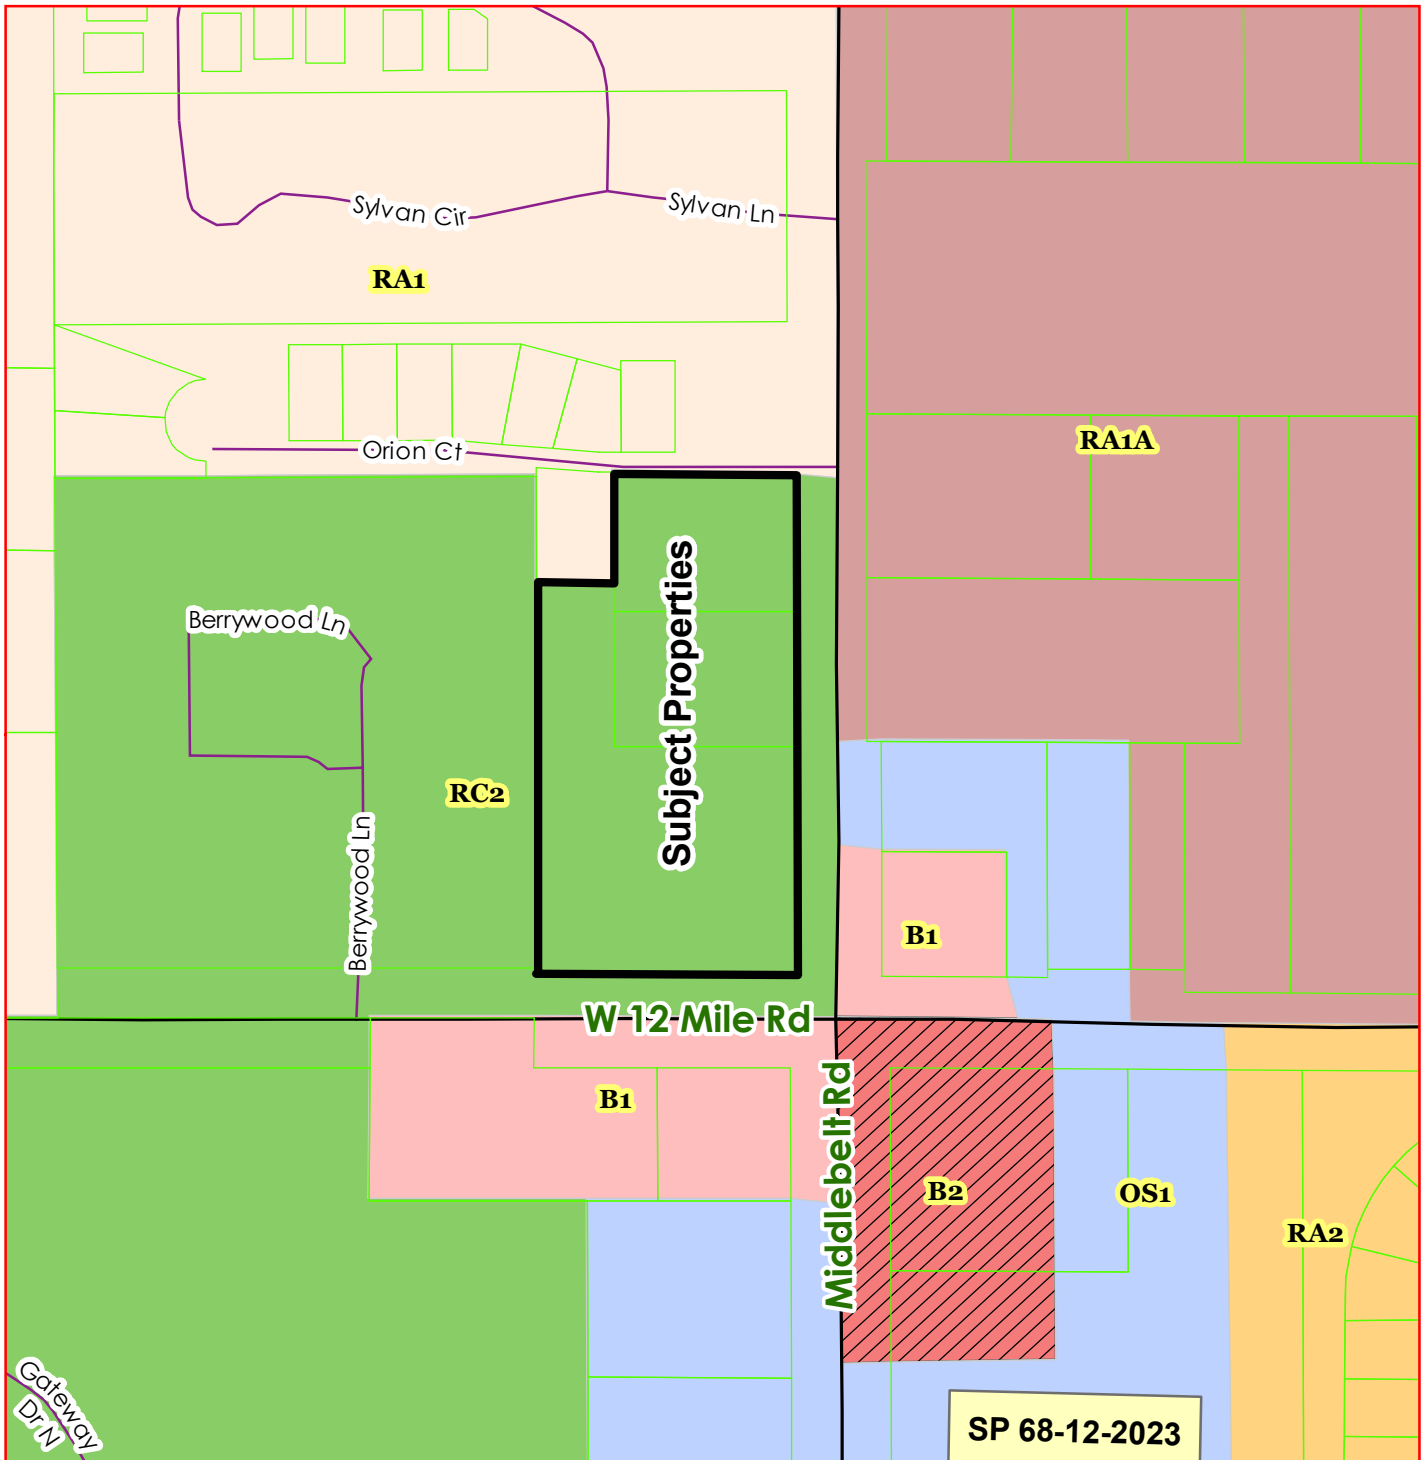 Sylvan Cir
Sylvan Ln
RA1
RA1A
Orion Ct
Subject Properties
Berrywood Ln
RC2
Berrywood Ln
B1
W 12 Mile Rd
B1
Middlebelt Rd
B2
OS1
RA2
Gateway
Dr N
SP 68-12-2023